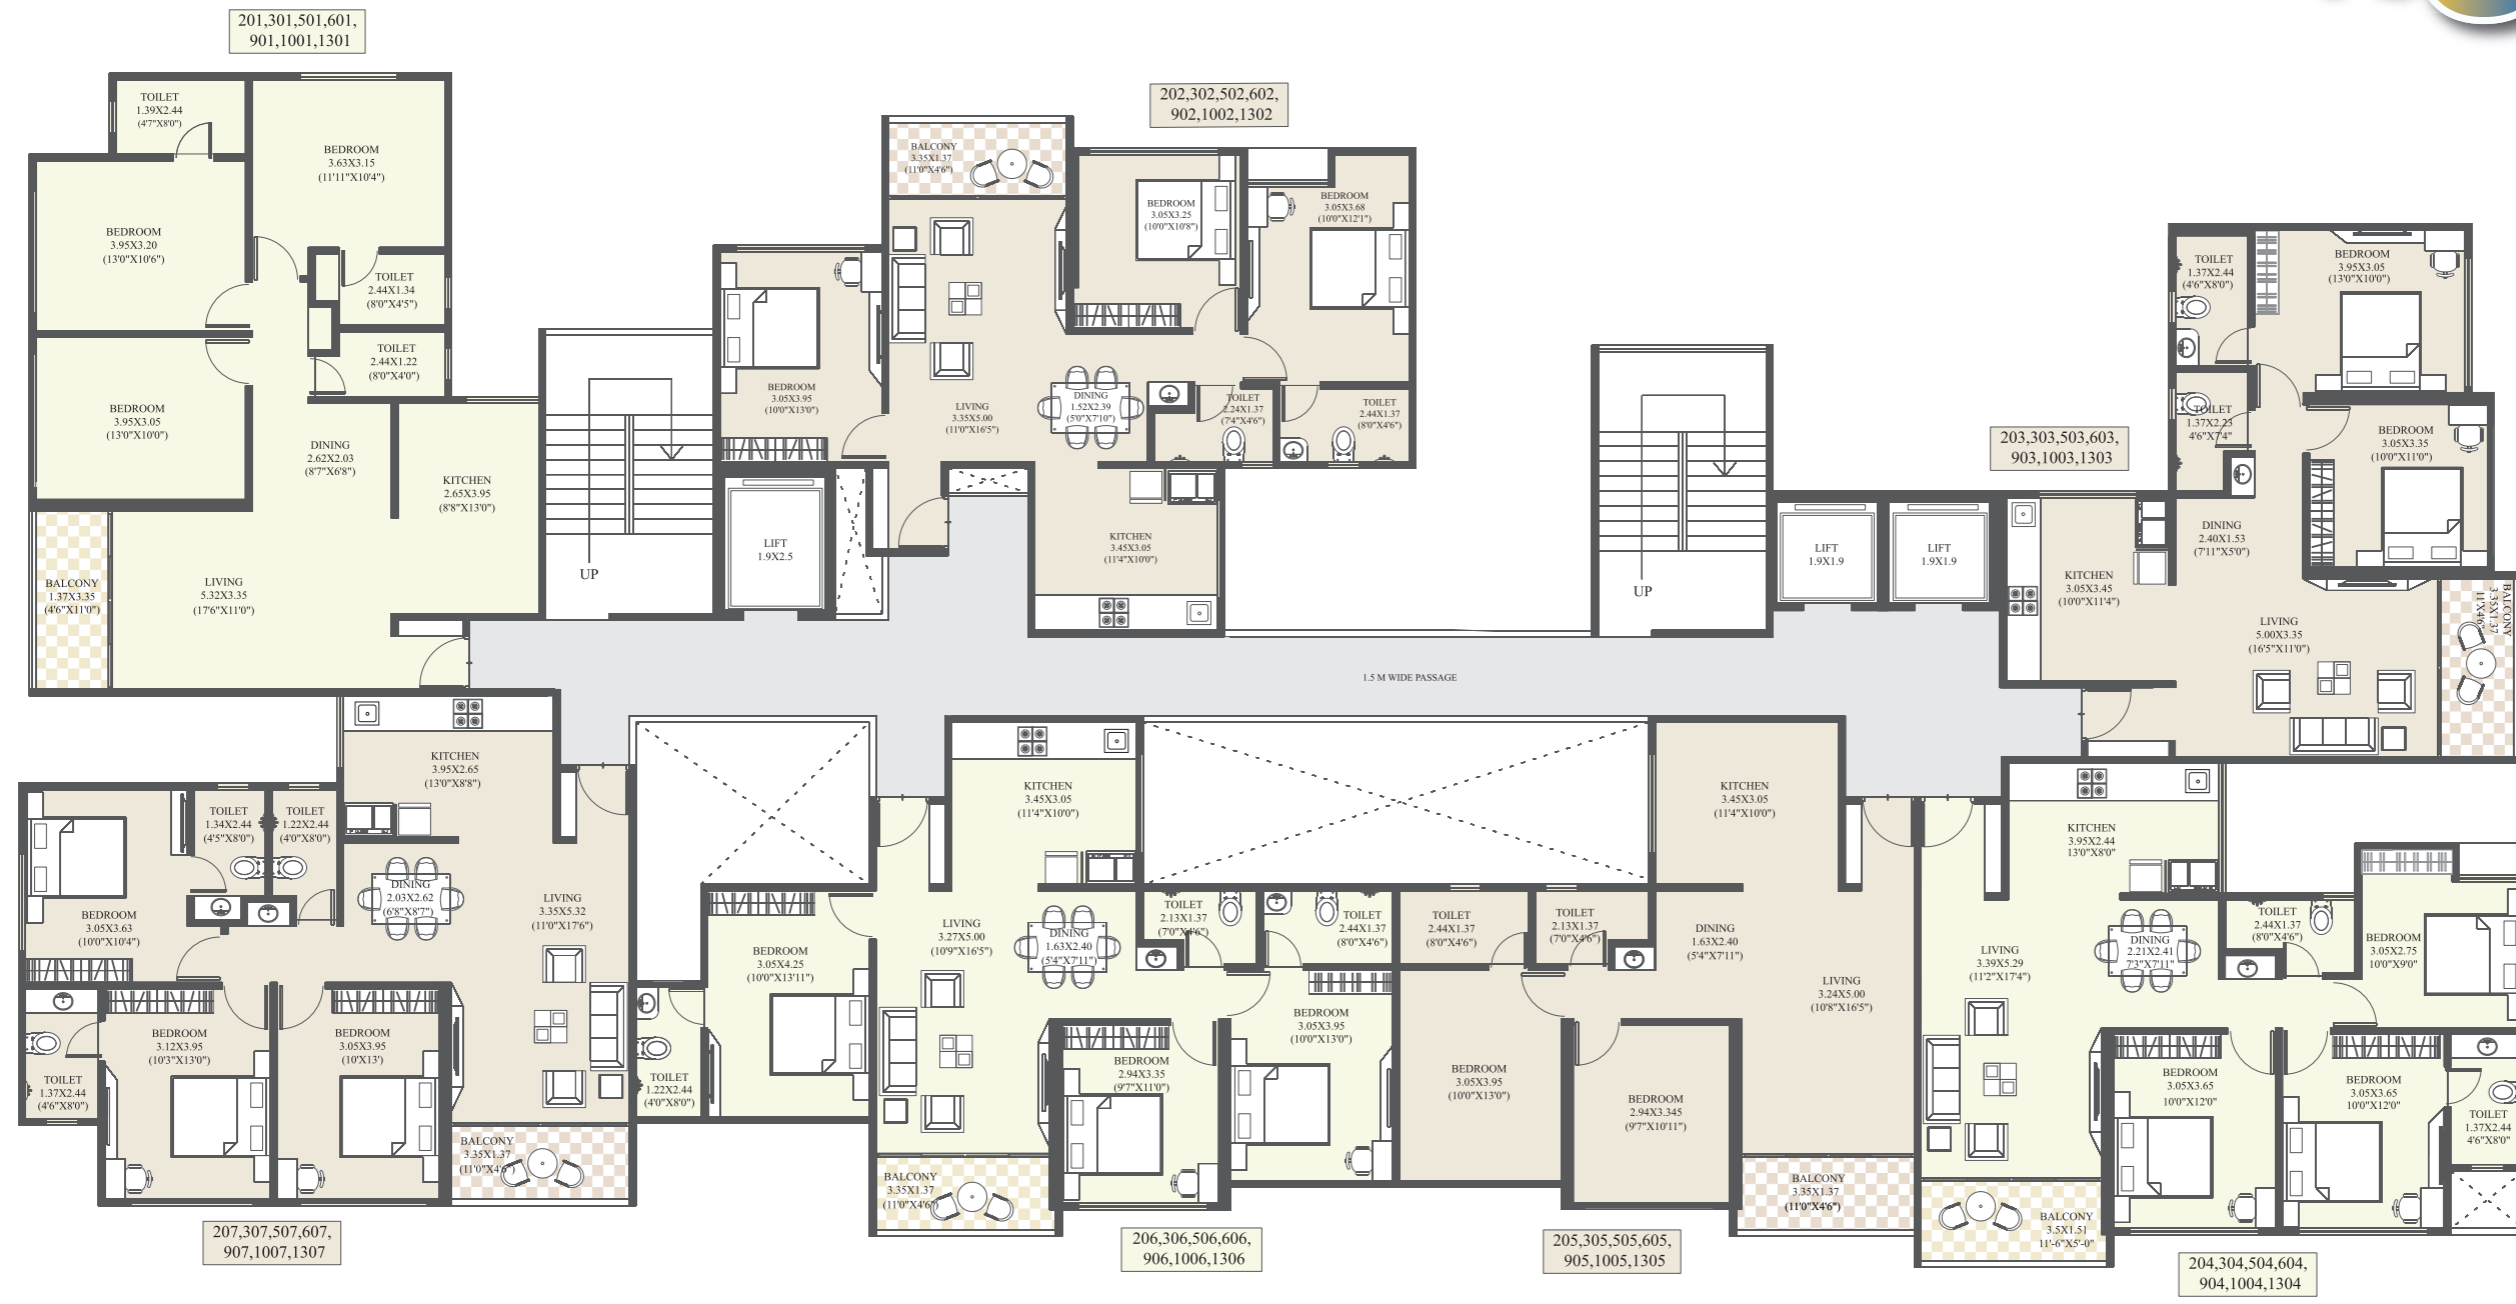 201,301,501,601,
901,1001,1301
TOILET
1.39X2.44
(4'7"X8'0")
BEDROOM
3.63X3.15
(11'11"X10'4")
BEDROOM
3.95X3.20
(13'0"X10'6")
TOILET
2.44X1.34
(8'0"X4'5")
TOILET
2.44X1.22
(8'0"X4'0")
BEDROOM
3.95X3.05
(13'0"X10'0")
DINING
2.62X2.03
(8'7"X6'8")
KITCHEN
2.65X3.95
(8'8"X13'0")
BALCONY
1.37X3.35
(4'6"X11'0")
LIVING
5.32X3.35
(17'6"X11'0")
UP
202,302,502,602,
902,1002,1302
BALCONY
3.35X1.37
(11'0"X4'6")
BEDROOM
3.05X3.25
(10'0"X10'8")
BEDROOM
3.05X3.68
(10'0"X12'1")
BEDROOM
3.05X3.95
(10'0"X13'0")
LIVING
3.35X5.00
(11'0"X16'5")
DINING
1.52X2.39
(5'0"X7'10")
TOILET
2.24X1.37
(7'4"X4'6")
TOILET
2.44X1.37
(8'0"X4'6")
LIFT
1.9X2.5
KITCHEN
3.45X3.05
(11'4"X10'0")
UP
LIFT
1.9X1.9
LIFT
1.9X1.9
203,303,503,603,
903,1003,1303
TOILET
1.37X2.44
(4'6"X8'0")
BEDROOM
3.95X3.05
(13'0"X10'0")
TOILET
1.37X2.23
4'6"X7'4"
BEDROOM
3.05X3.35
(10'0"X11'0")
DINING
2.40X1.53
(7'11"X5'0")
KITCHEN
3.05X3.45
(10'0"X11'4")
LIVING
5.00X3.35
(16'5"X11'0")
BALCONY
3.35X1.37
11'X4'6"
1.5 M WIDE PASSAGE
KITCHEN
3.95X2.65
(13'0"X8'8")
TOILET
1.34X2.44
(4'5"X8'0")
TOILET
1.22X2.44
(4'0"X8'0")
BEDROOM
3.05X3.63
(10'0"X10'4")
DINING
2.03X2.62
(6'8"X8'7")
LIVING
3.35X5.32
(11'0"X17'6")
BEDROOM
3.12X3.95
(10'3"X13'0")
BEDROOM
3.05X3.95
(10'X13')
TOILET
1.37X2.44
(4'6"X8'0")
BALCONY
3.35X1.37
(11'0"X4'6")
207,307,507,607,
907,1007,1307
KITCHEN
3.45X3.05
(11'4"X10'0")
BEDROOM
3.05X4.25
(10'0"X13'11")
TOILET
1.22X2.44
(4'0"X8'0")
LIVING
3.27X5.00
(10'9"X16'5")
DINING
1.63X2.40
(5'4"X7'11")
TOILET
2.13X1.37
(7'0"X4'6")
TOILET
2.44X1.37
(8'0"X4'6")
BEDROOM
2.94X3.35
(9'7"X11'0")
BEDROOM
3.05X3.95
(10'0"X13'0")
BALCONY
3.35X1.37
(11'0"X4'6")
206,306,506,606,
906,1006,1306
KITCHEN
3.45X3.05
(11'4"X10'0")
TOILET
2.44X1.37
(8'0"X4'6")
TOILET
2.13X1.37
(7'0"X4'6")
DINING
1.63X2.40
(5'4"X7'11")
LIVING
3.24X5.00
(10'8"X16'5")
BEDROOM
3.05X3.95
(10'0"X13'0")
BEDROOM
2.94X3.345
(9'7"X10'11")
BALCONY
3.35X1.37
(11'0"X4'6")
205,305,505,605,
905,1005,1305
KITCHEN
3.95X2.44
13'0"X8'0"
TOILET
2.44X1.37
(8'0"X4'6")
BEDROOM
3.05X2.75
10'0"X9'0"
DINING
2.21X2.41
7'3"X7'11"
LIVING
3.39X5.29
(11'2"X17'4")
BEDROOM
3.05X3.65
10'0"X12'0"
BEDROOM
3.05X3.65
10'0"X12'0"
TOILET
1.37X2.44
4'6"X8'0"
BALCONY
3.5X1.51
11'-6"X5'-0"
204,304,504,604,
904,1004,1304